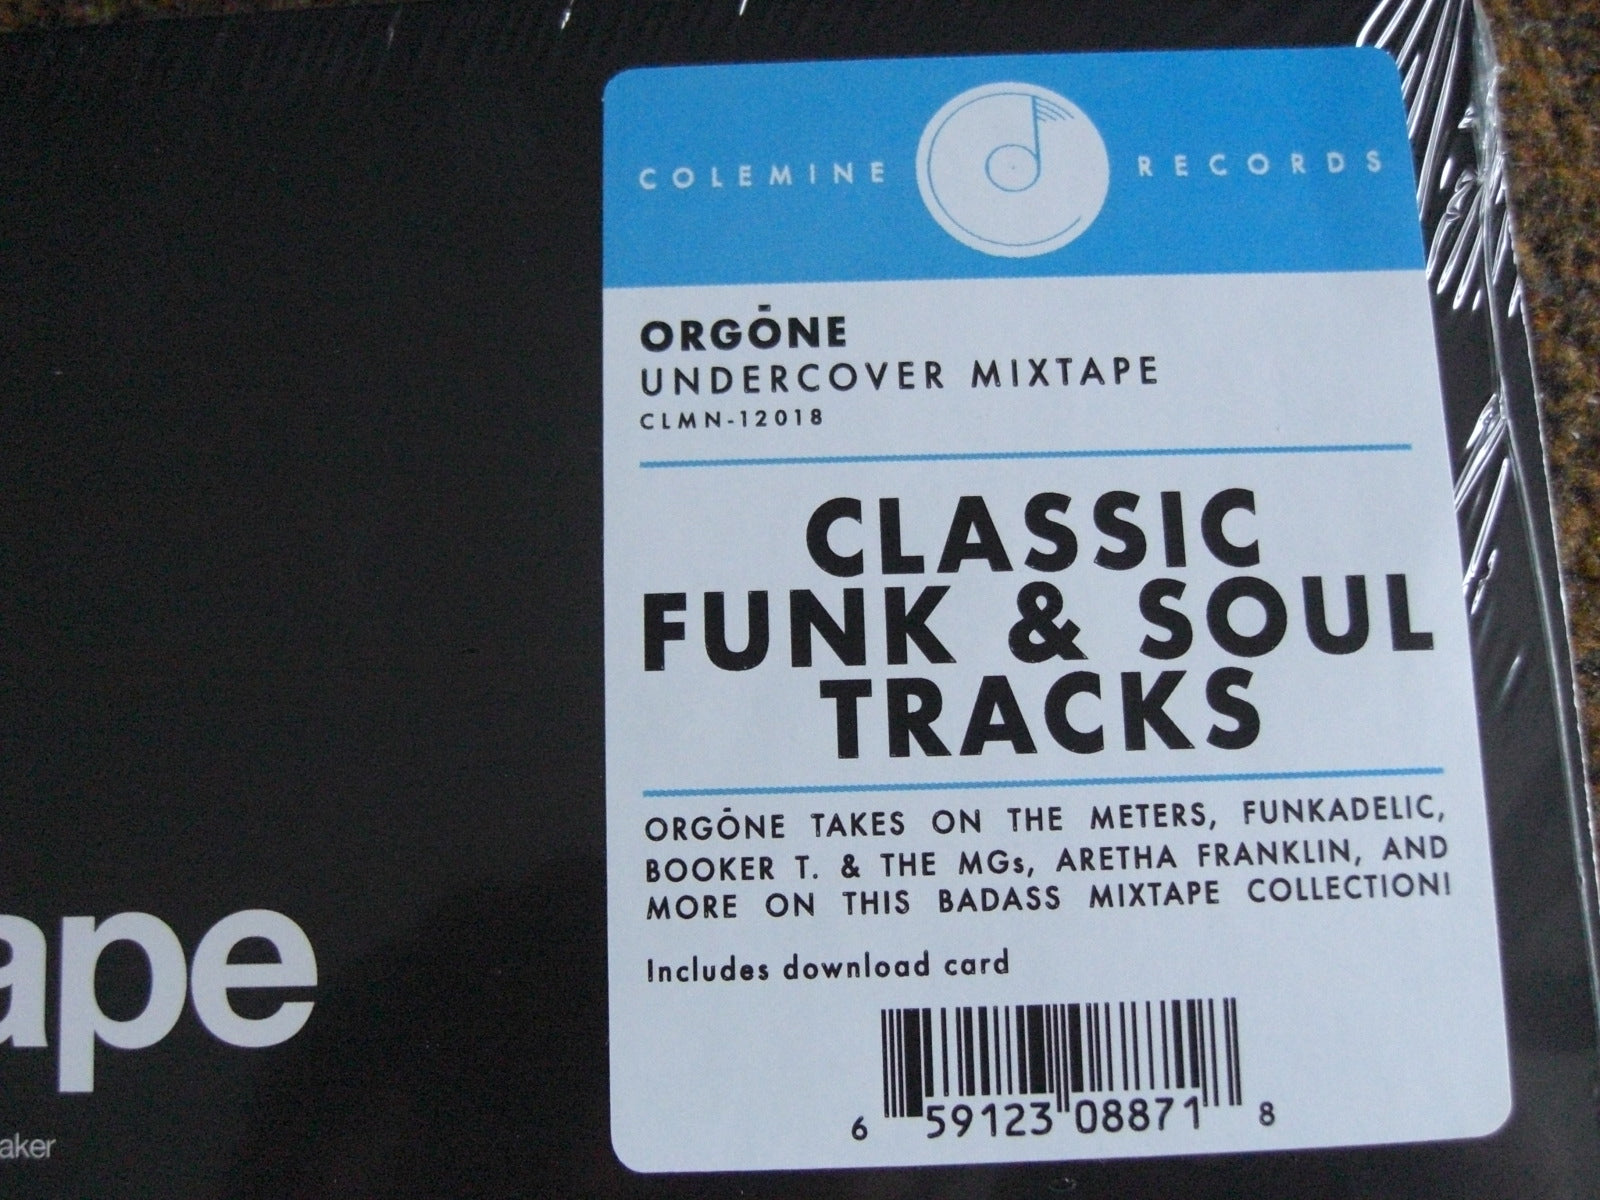 COLEMINE RECORDS
ORGŌNE
UNDERCOVER MIXTAPE
CLMN-12018
CLASSIC
FUNK & SOUL
TRACKS
ORGŌNE TAKES ON THE METERS, FUNKADELIC,
BOOKER T. & THE MGs, ARETHA FRANKLIN, AND
MORE ON THIS BADASS MIXTAPE COLLECTION!
Includes download card
6 59123 08871 8
ape
aker